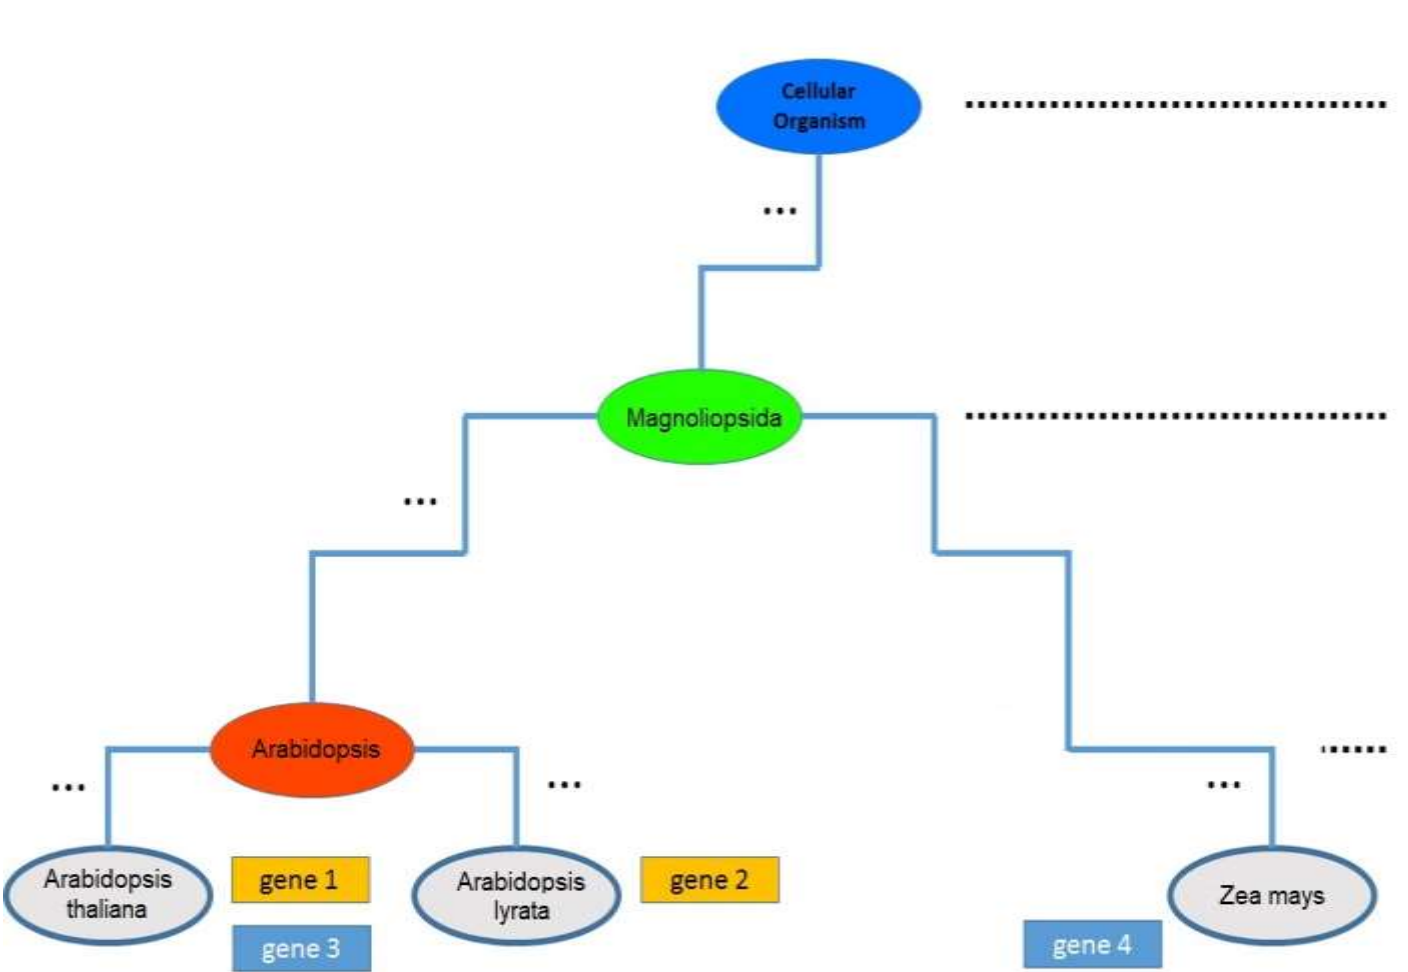 Cellular
Organism
...
Magnoliopsida
...
Arabidopsis
...
...
...
Arabidopsis
thaliana
gene 1
Arabidopsis
lyrata
gene 2
Zea mays
gene 3
gene 4